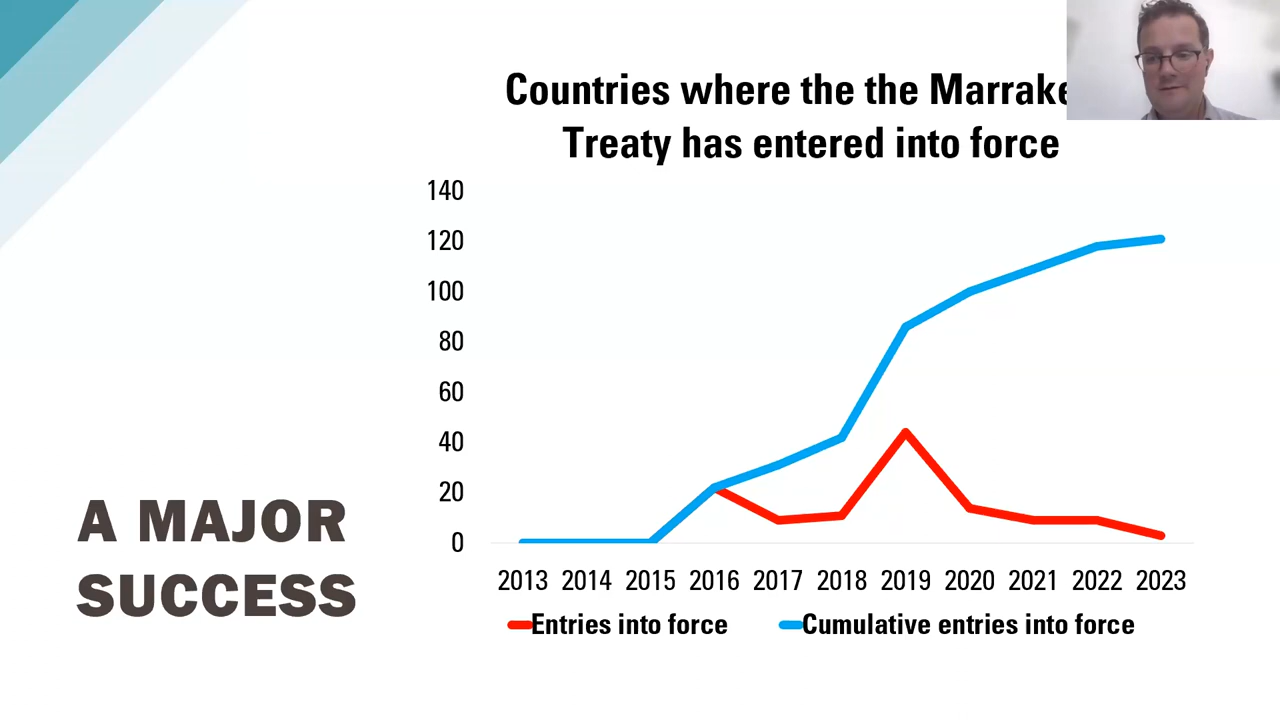 Countries where the the Marrake
Treaty has entered into force
140
120
100
80
60
40
20
0
2013 2014 2015 2016 2017 2018 2019 2020 2021 2022 2023
Entries into force Cumulative entries into force
A MAJOR
SUCCESS